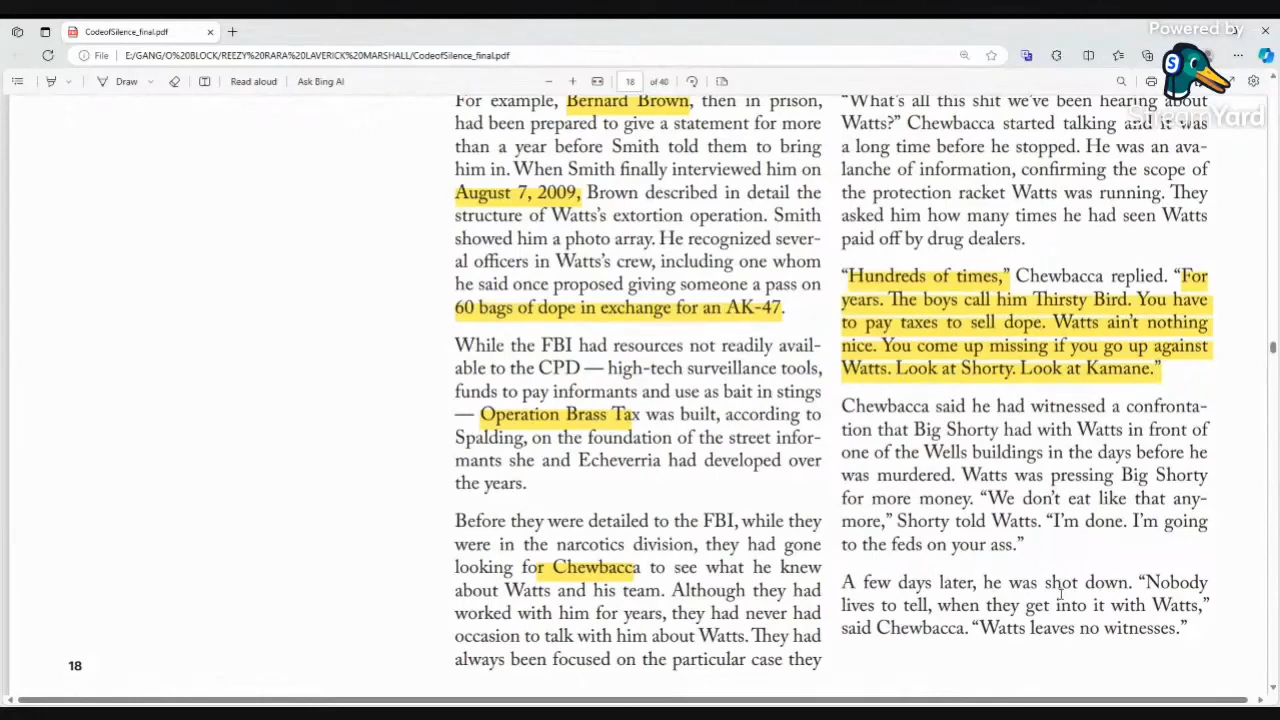 CodeofSilence_final.pdf
Powered by
File
E:/GANG/O%20BLOCK/REEZY%20RARA%20LAVERICK%20MARSHALL/CodeofSilence_final.pdf
Draw
Read aloud
Ask Bing AI
18
of 40
S
StreamYard
For example, Bernard Brown, then in prison,
had been prepared to give a statement for more
than a year before Smith told them to bring
him in. When Smith finally interviewed him on
August 7, 2009, Brown described in detail the
structure of Watts's extortion operation. Smith
showed him a photo array. He recognized sever-
al officers in Watts's crew, including one whom
he said once proposed giving someone a pass on
60 bags of dope in exchange for an AK-47.
While the FBI had resources not readily avail-
able to the CPD — high-tech surveillance tools,
funds to pay informants and use as bait in stings
— Operation Brass Tax was built, according to
Spalding, on the foundation of the street infor-
mants she and Echeverria had developed over
the years.
Before they were detailed to the FBI, while they
were in the narcotics division, they had gone
looking for Chewbacca to see what he knew
about Watts and his team. Although they had
worked with him for years, they had never had
occasion to talk with him about Watts. They had
always been focused on the particular case they
"What's all this shit we've been hearing about
Watts?" Chewbacca started talking and it was
a long time before he stopped. He was an ava-
lanche of information, confirming the scope of
the protection racket Watts was running. They
asked him how many times he had seen Watts
paid off by drug dealers.
"Hundreds of times," Chewbacca replied. "For
years. The boys call him Thirsty Bird. You have
to pay taxes to sell dope. Watts ain't nothing
nice. You come up missing if you go up against
Watts. Look at Shorty. Look at Kamane."
Chewbacca said he had witnessed a confronta-
tion that Big Shorty had with Watts in front of
one of the Wells buildings in the days before he
was murdered. Watts was pressing Big Shorty
for more money. "We don't eat like that any-
more," Shorty told Watts. "I'm done. I'm going
to the feds on your ass."
A few days later, he was shot down. "Nobody
lives to tell, when they get into it with Watts,"
said Chewbacca. "Watts leaves no witnesses."
18